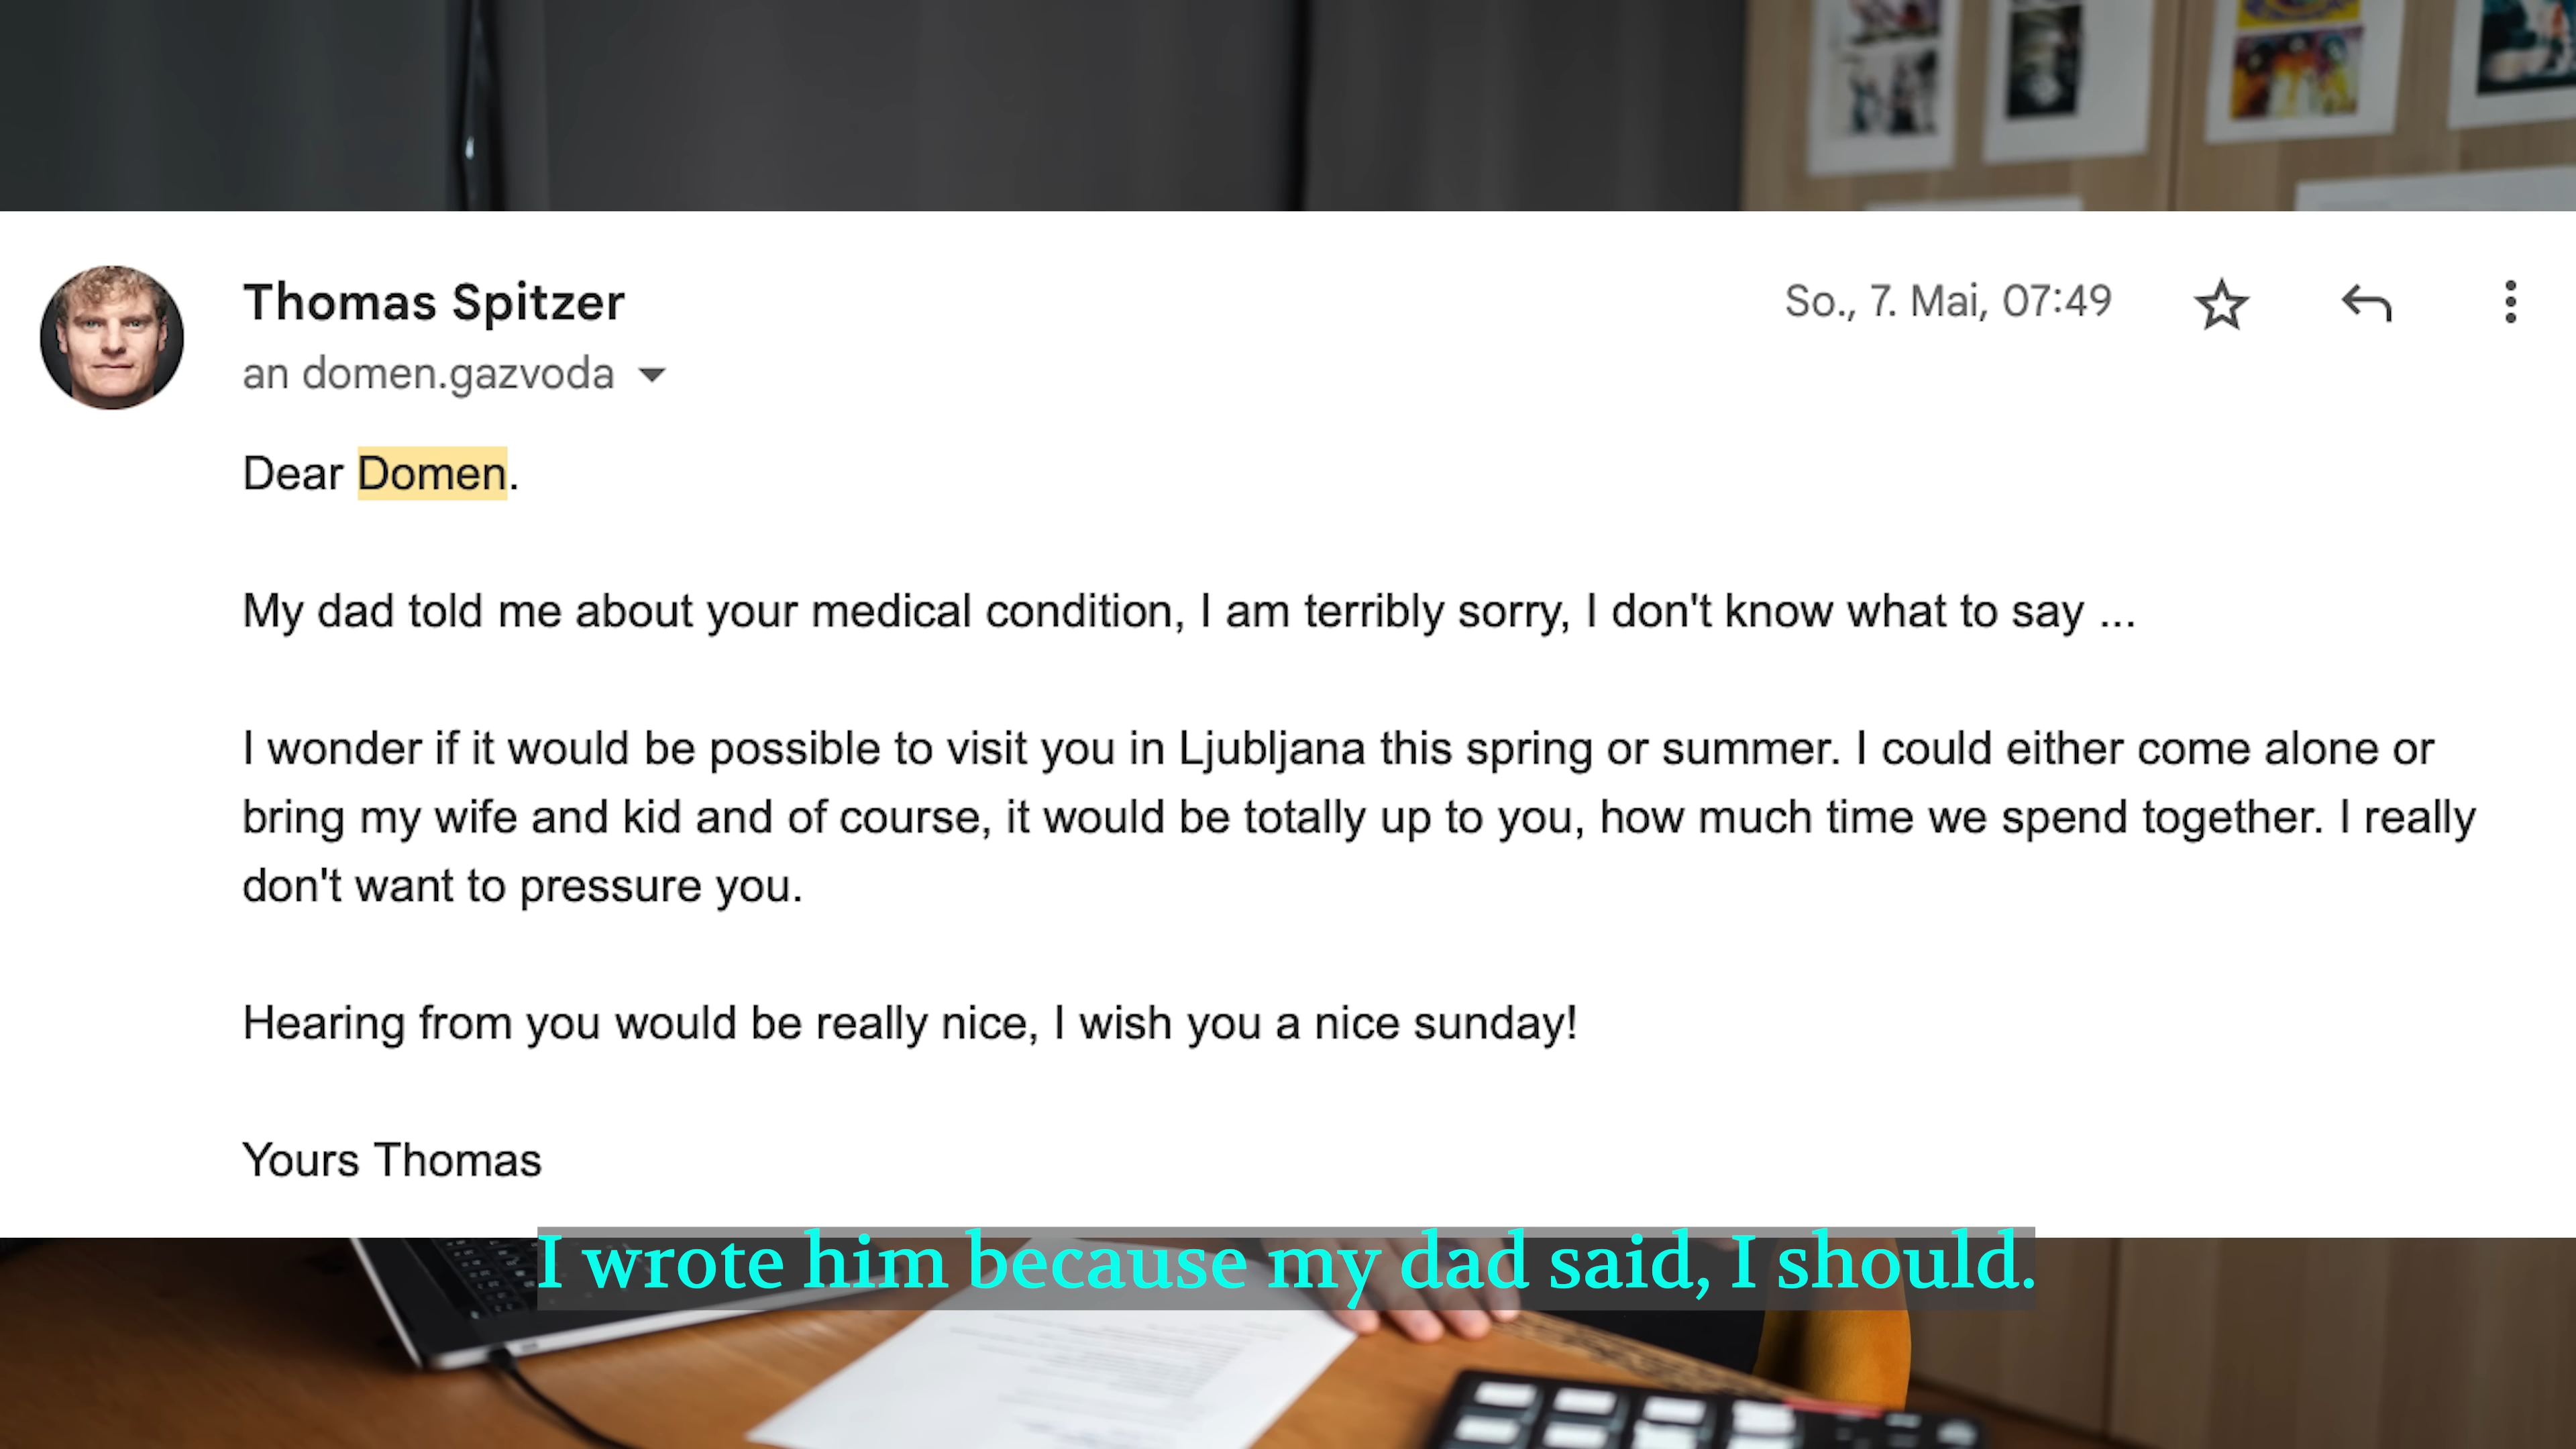 Thomas Spitzer
So., 7. Mai, 07:49
an domen.gazvoda
Dear Domen.
My dad told me about your medical condition, I am terribly sorry, I don't know what to say ...
I wonder if it would be possible to visit you in Ljubljana this spring or summer. I could either come alone or
bring my wife and kid and of course, it would be totally up to you, how much time we spend together. I really
don't want to pressure you.
Hearing from you would be really nice, I wish you a nice sunday!
Yours Thomas
I wrote him because my dad said, I should.